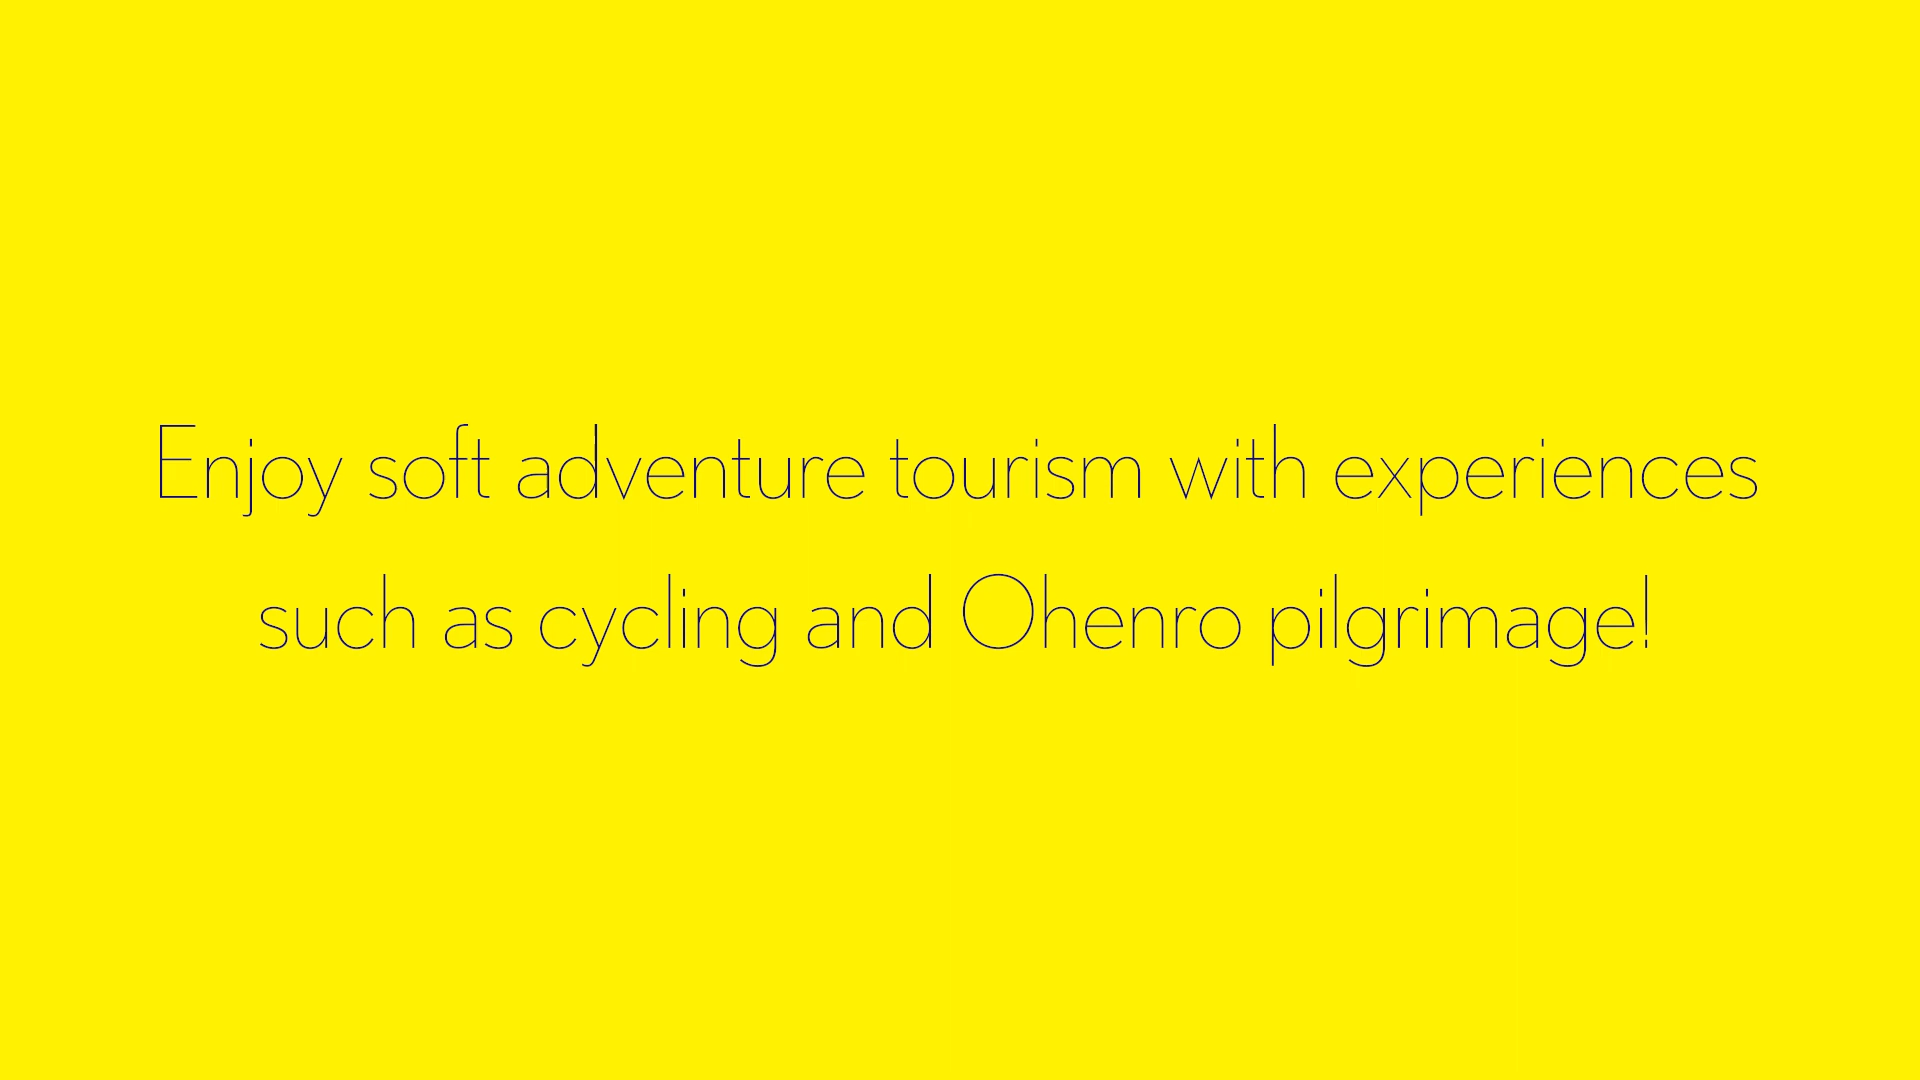 Enjoy soft adventure tourism with experiences
such as cycling and Ohenro pilgrimage!